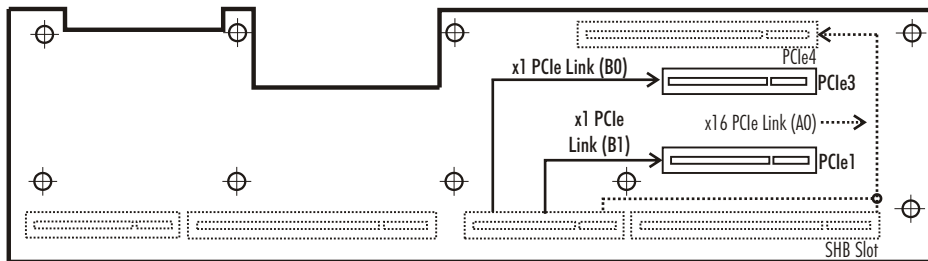 PCIe4
x1 PCIe Link (B0)
PCIe3
x1 PCIe
Link (B1)
x16 PCIe Link (A0)
PCIe1
SHB Slot